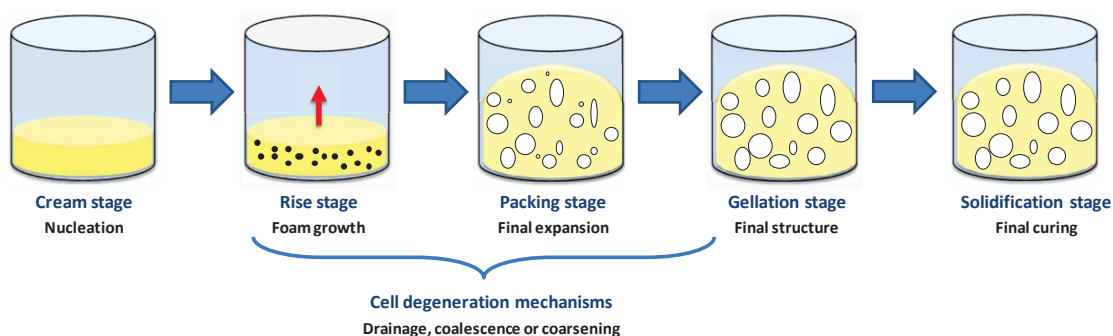 Cream stage
Nucleation
Rise stage
Foam growth
Packing stage
Final expansion
Gellation stage
Final structure
Solidification stage
Final curing
Cell degeneration mechanisms
Drainage, coalescence or coarsening